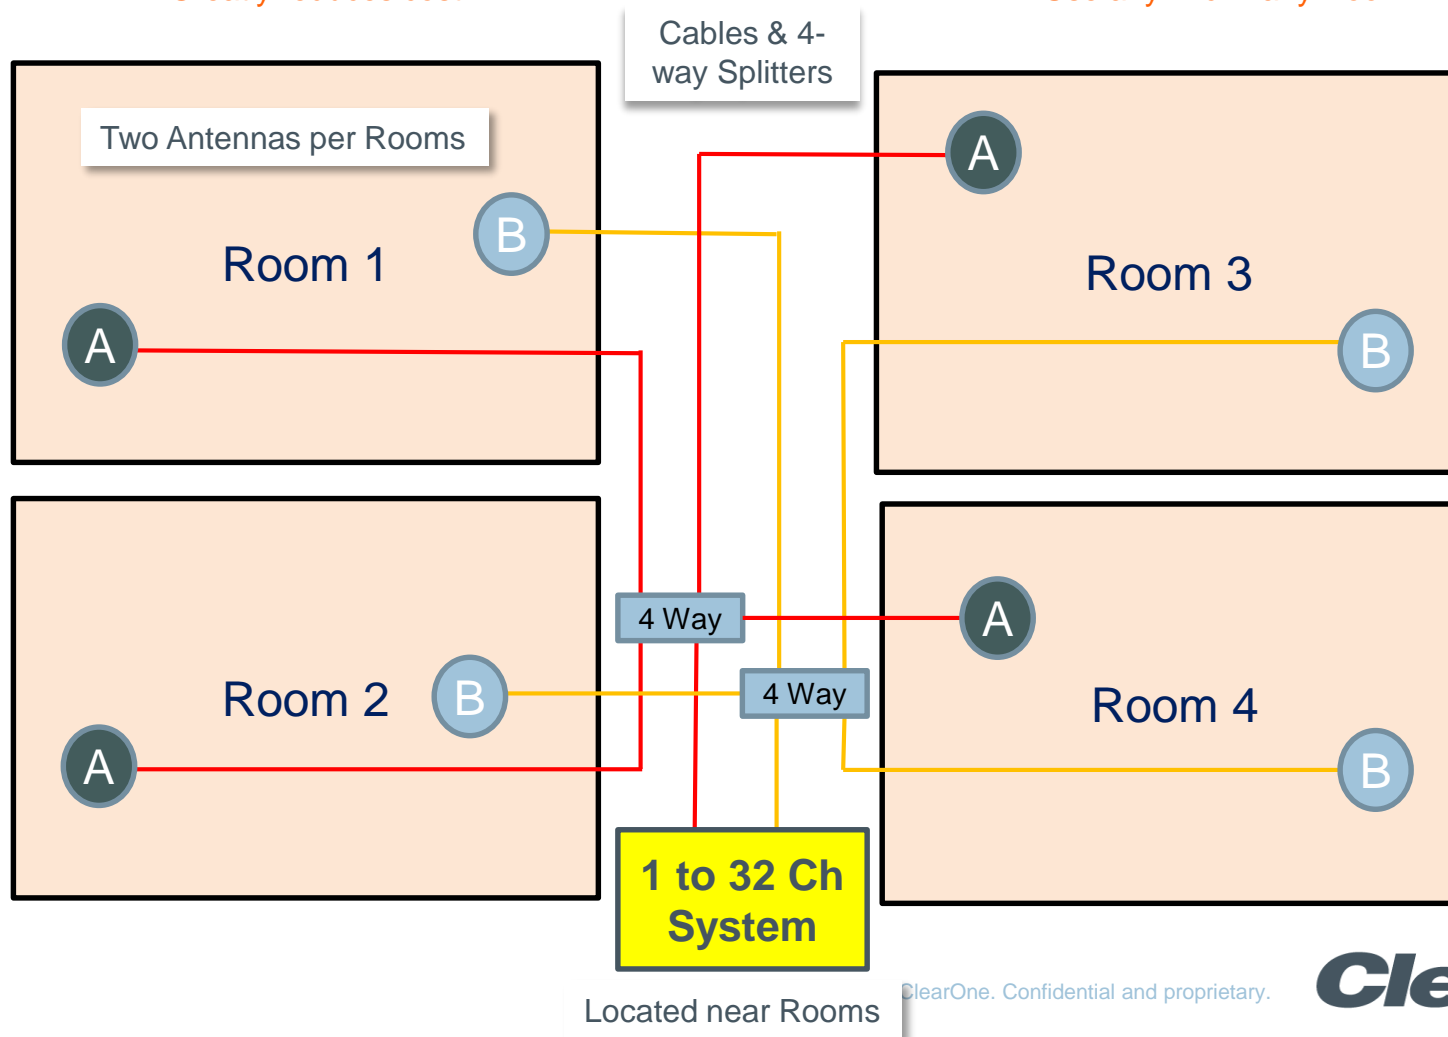 Cables & 4-
way Splitters
Two Antennas per Rooms
A
B
Room 1
Room 3
A
B
4 Way
A
Room 2
B
4 Way
Room 4
A
B
1 to 32 Ch
System
ClearOne. Confidential and proprietary.
Cle
Located near Rooms